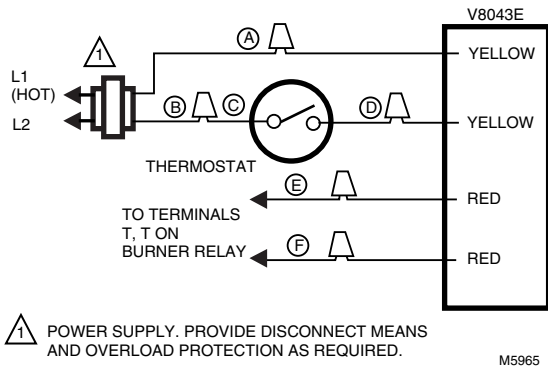 V8043E
1
A
YELLOW
L1
(HOT)
B
C
D
L2
YELLOW
THERMOSTAT
E
RED
TO TERMINALS
T, T ON
BURNER RELAY
F
RED
1 POWER SUPPLY. PROVIDE DISCONNECT MEANS
AND OVERLOAD PROTECTION AS REQUIRED.
M5965